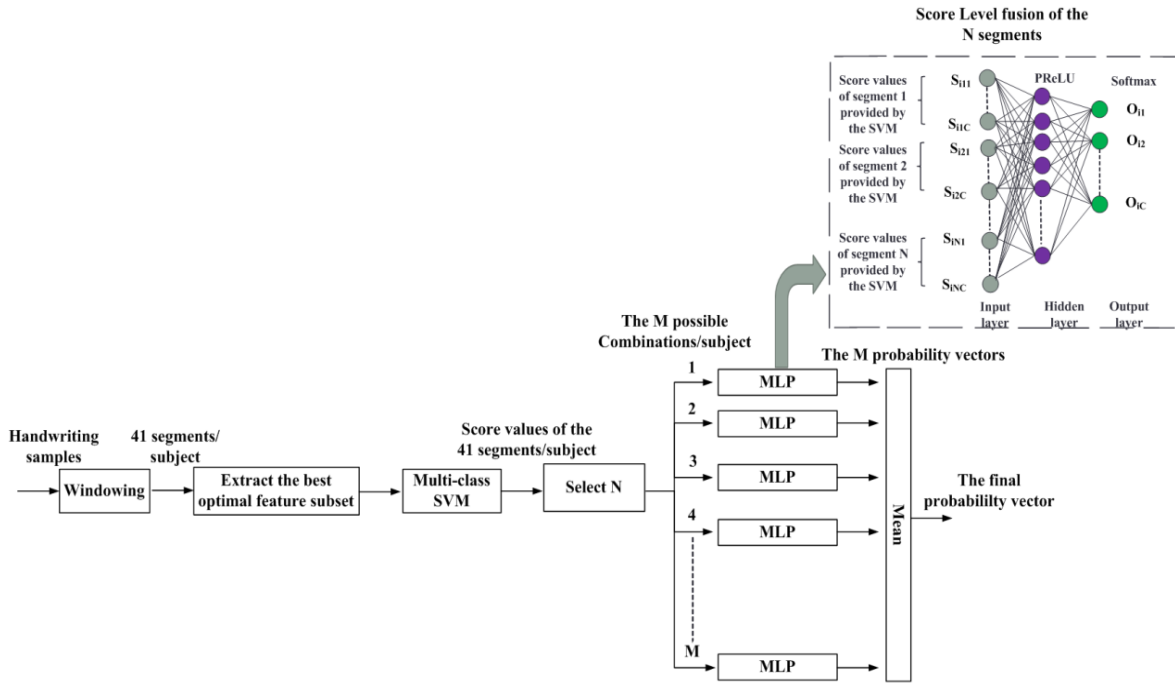 Score Level fusion of the
N segments
Score values
of segment 1
provided by
the SVM
Si11
Si1C
Score values
of segment 2
provided by
the SVM
Si21
Si2C
Score values
of segment N
provided by
the SVM
SiN1
SiNC
PReLU
Softmax
Oi1
Oi2
OiC
Input
layer
Hidden
layer
Output
layer
The M possible
Combinations/subject
The M probability vectors
1
MLP
2
MLP
3
MLP
4
MLP
M
MLP
Handwriting
samples
Windowing
41 segments/
subject
Extract the best
optimal feature subset
Multi-class
SVM
Score values of the
41 segments/subject
Select N
Mean
The final
probabililty vector